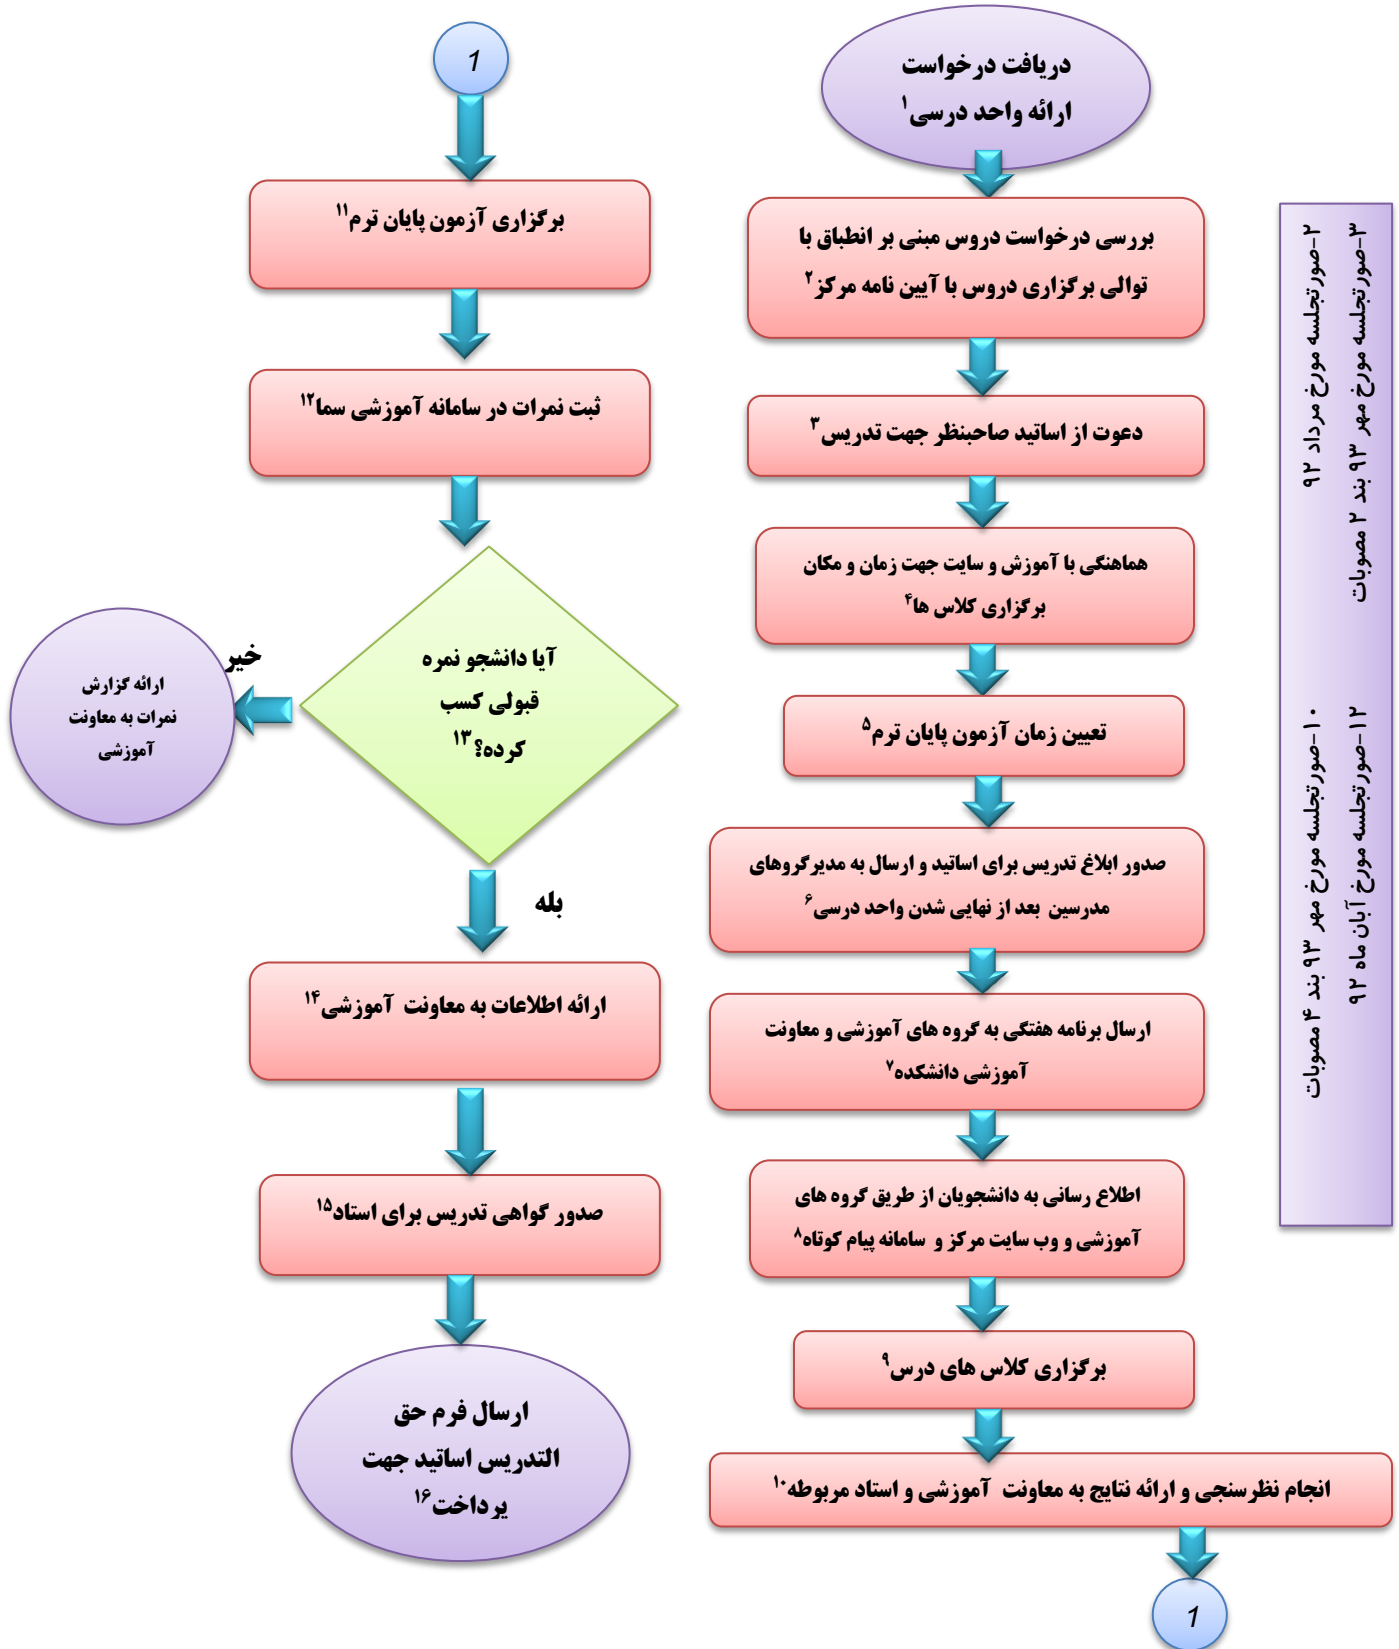 دریافت درخواست
ارائه واحد درسی۱
بررسی درخواست دروس مبنی بر انطباق با
توالی برگزاری دروس با آیین نامه مرکز۲
دعوت از اساتید صاحبنظر جهت تدریس۳
هماهنگی با آموزش و سایت جهت زمان و مکان
برگزاری کلاس ها۴
تعیین زمان آزمون پایان ترم۵
صدور ابلاغ تدریس برای اساتید و ارسال به مدیرگروهای
مدرسین بعد از نهایی شدن واحد درسی۶
ارسال برنامه هفتگی به گروه های آموزشی و معاونت
آموزشی دانشکده۷
اطلاع رسانی به دانشجویان از طریق گروه های
آموزشی و وب سایت مرکز و سامانه پیام کوتاه۸
برگزاری کلاس های درس۹
انجام نظرسنجی و ارائه نتایج به معاونت آموزشی و استاد مربوطه۱۰
1
1
برگزاری آزمون پایان ترم۱۱
ثبت نمرات در سامانه آموزشی سما۱۲
آیا دانشجو نمره
قبولی کسب
کرده؟۱۳
خیر
ارائه گزارش
نمرات به معاونت
آموزشی
بله
ارائه اطلاعات به معاونت آموزشی۱۴
صدور گواهی تدریس برای استاد۱۵
ارسال فرم حق
التدریس اساتید جهت
پرداخت۱۶
۲-صورتجلسه مورخ مرداد ۹۲
۱۰-صورتجلسه مورخ مهر ۹۳ بند ۴ مصوبات
۳-صورتجلسه مورخ مهر ۹۳ بند ۲ مصوبات
۱۲-صورتجلسه مورخ آبان ماه ۹۲